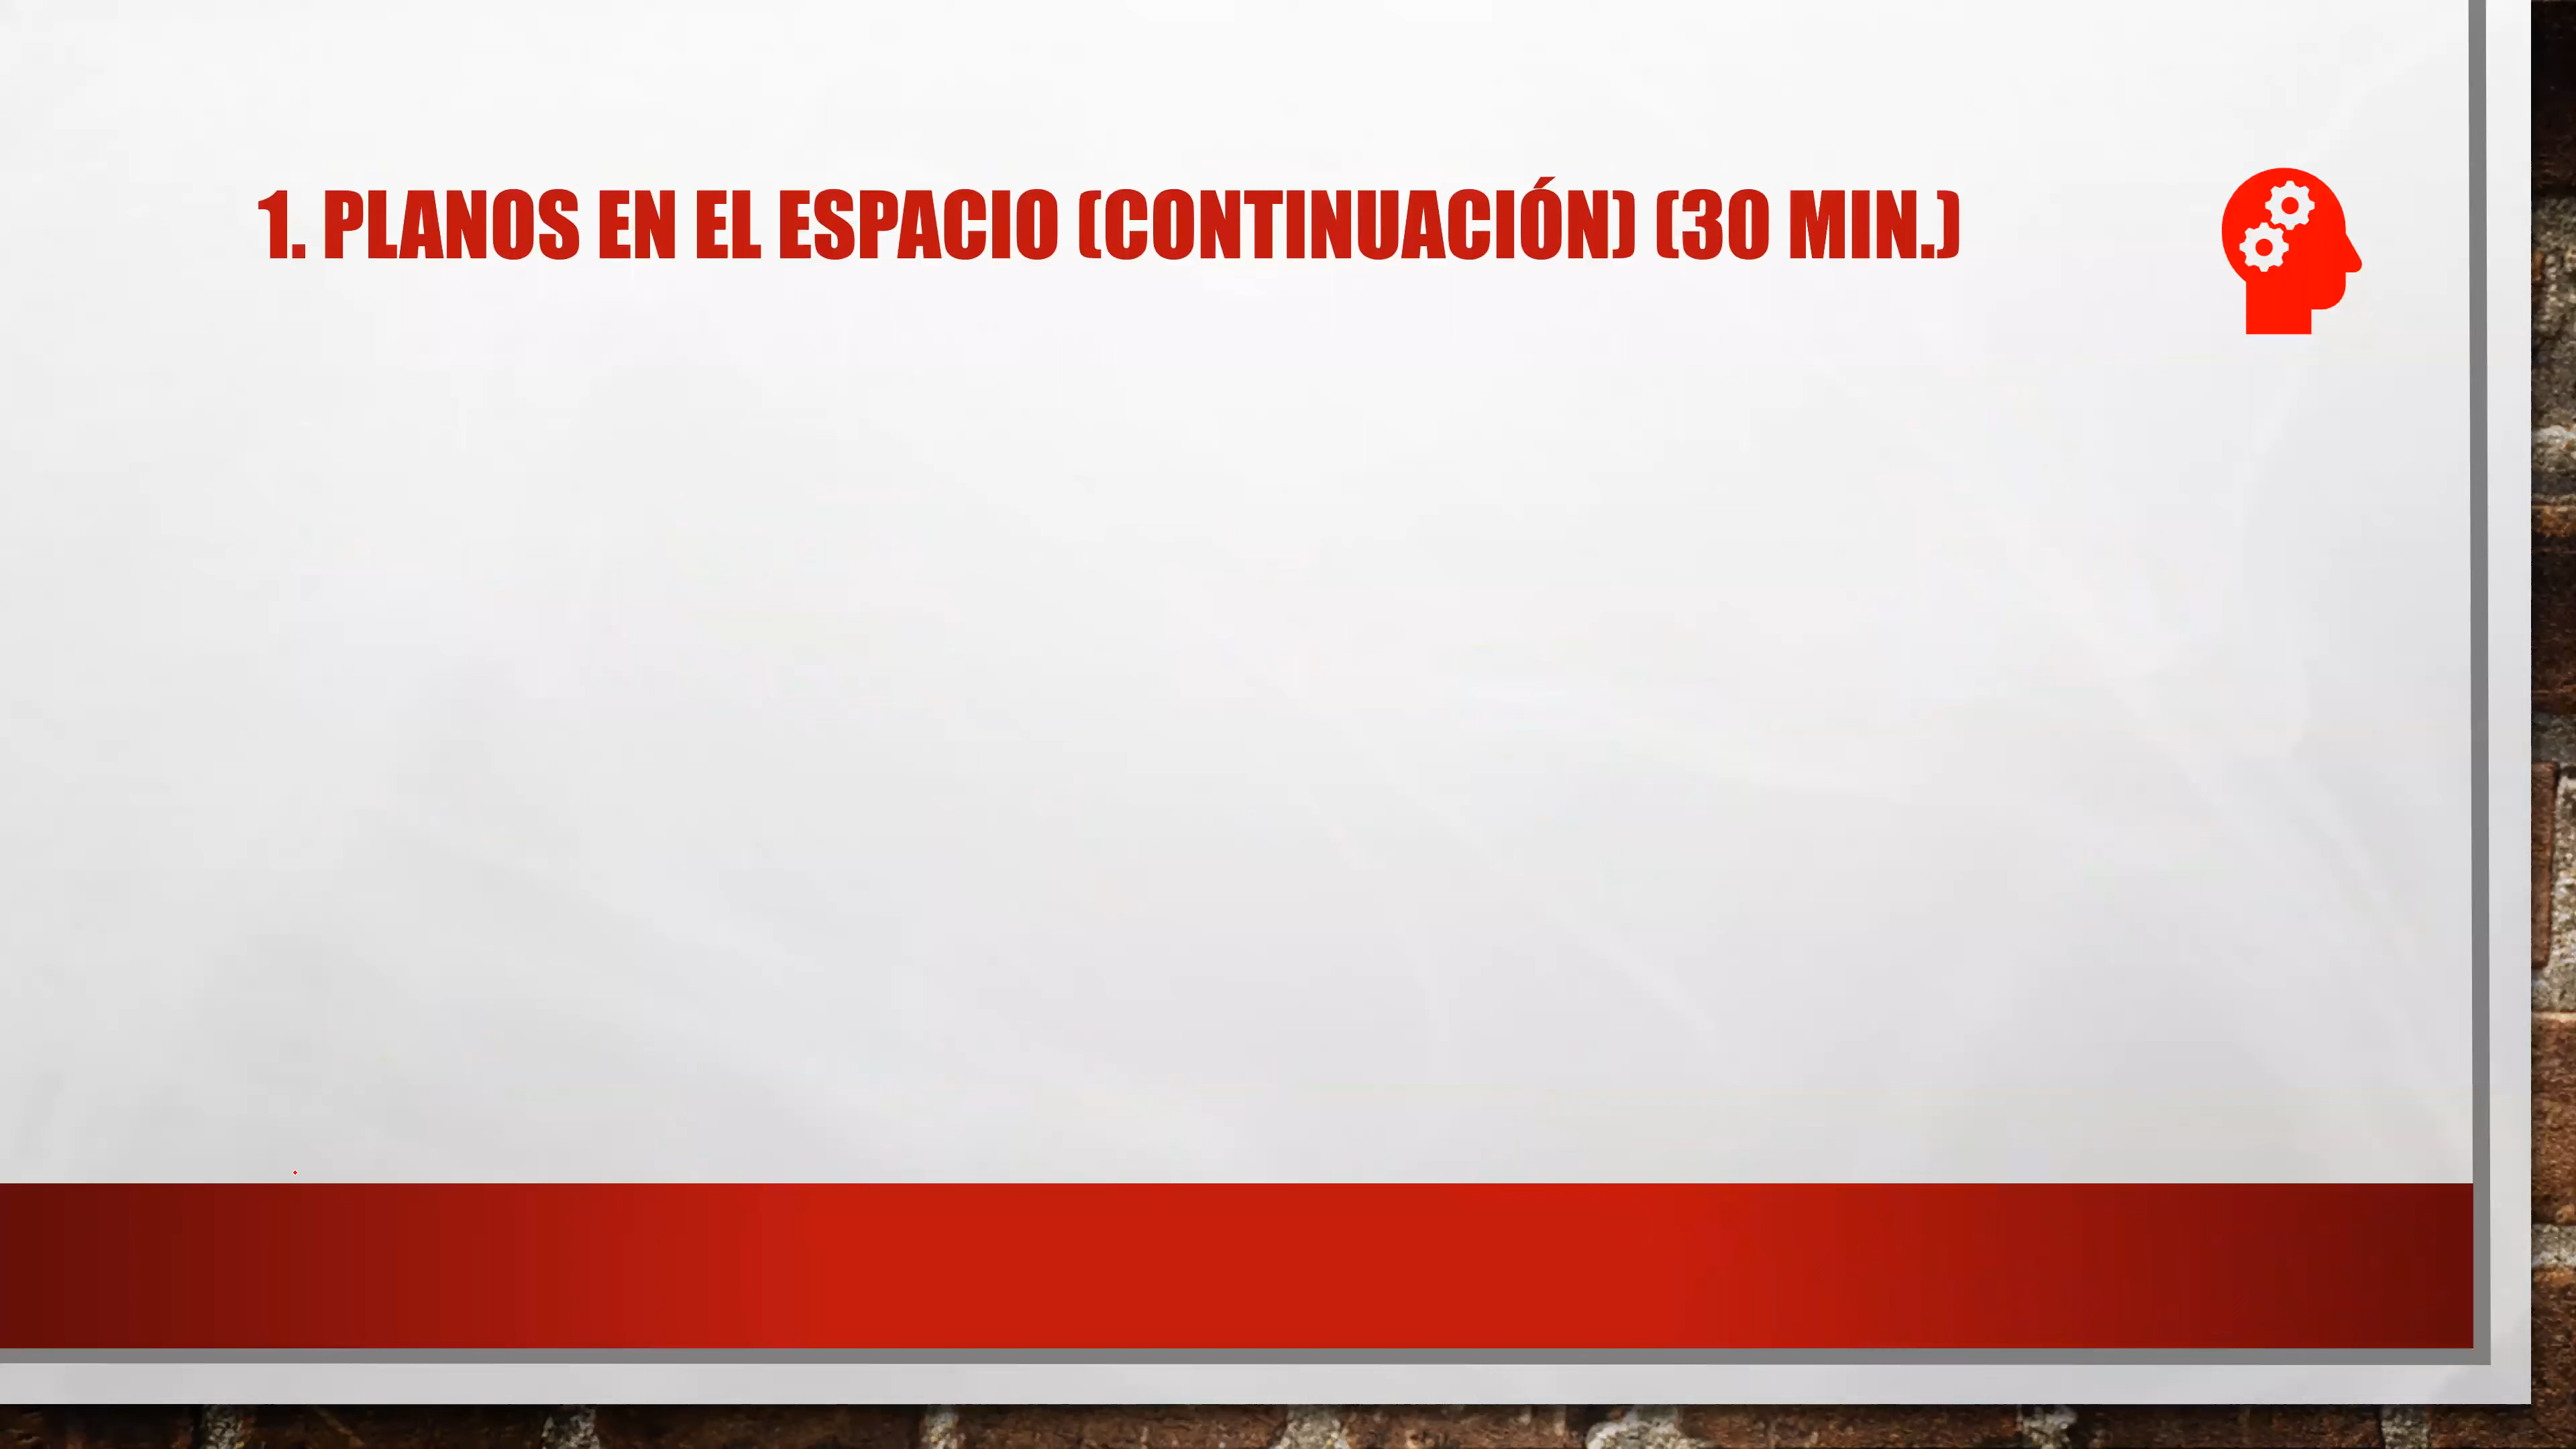 1. PLANOS EN EL ESPACIO (CONTINUACIÓN) (30 MIN.)